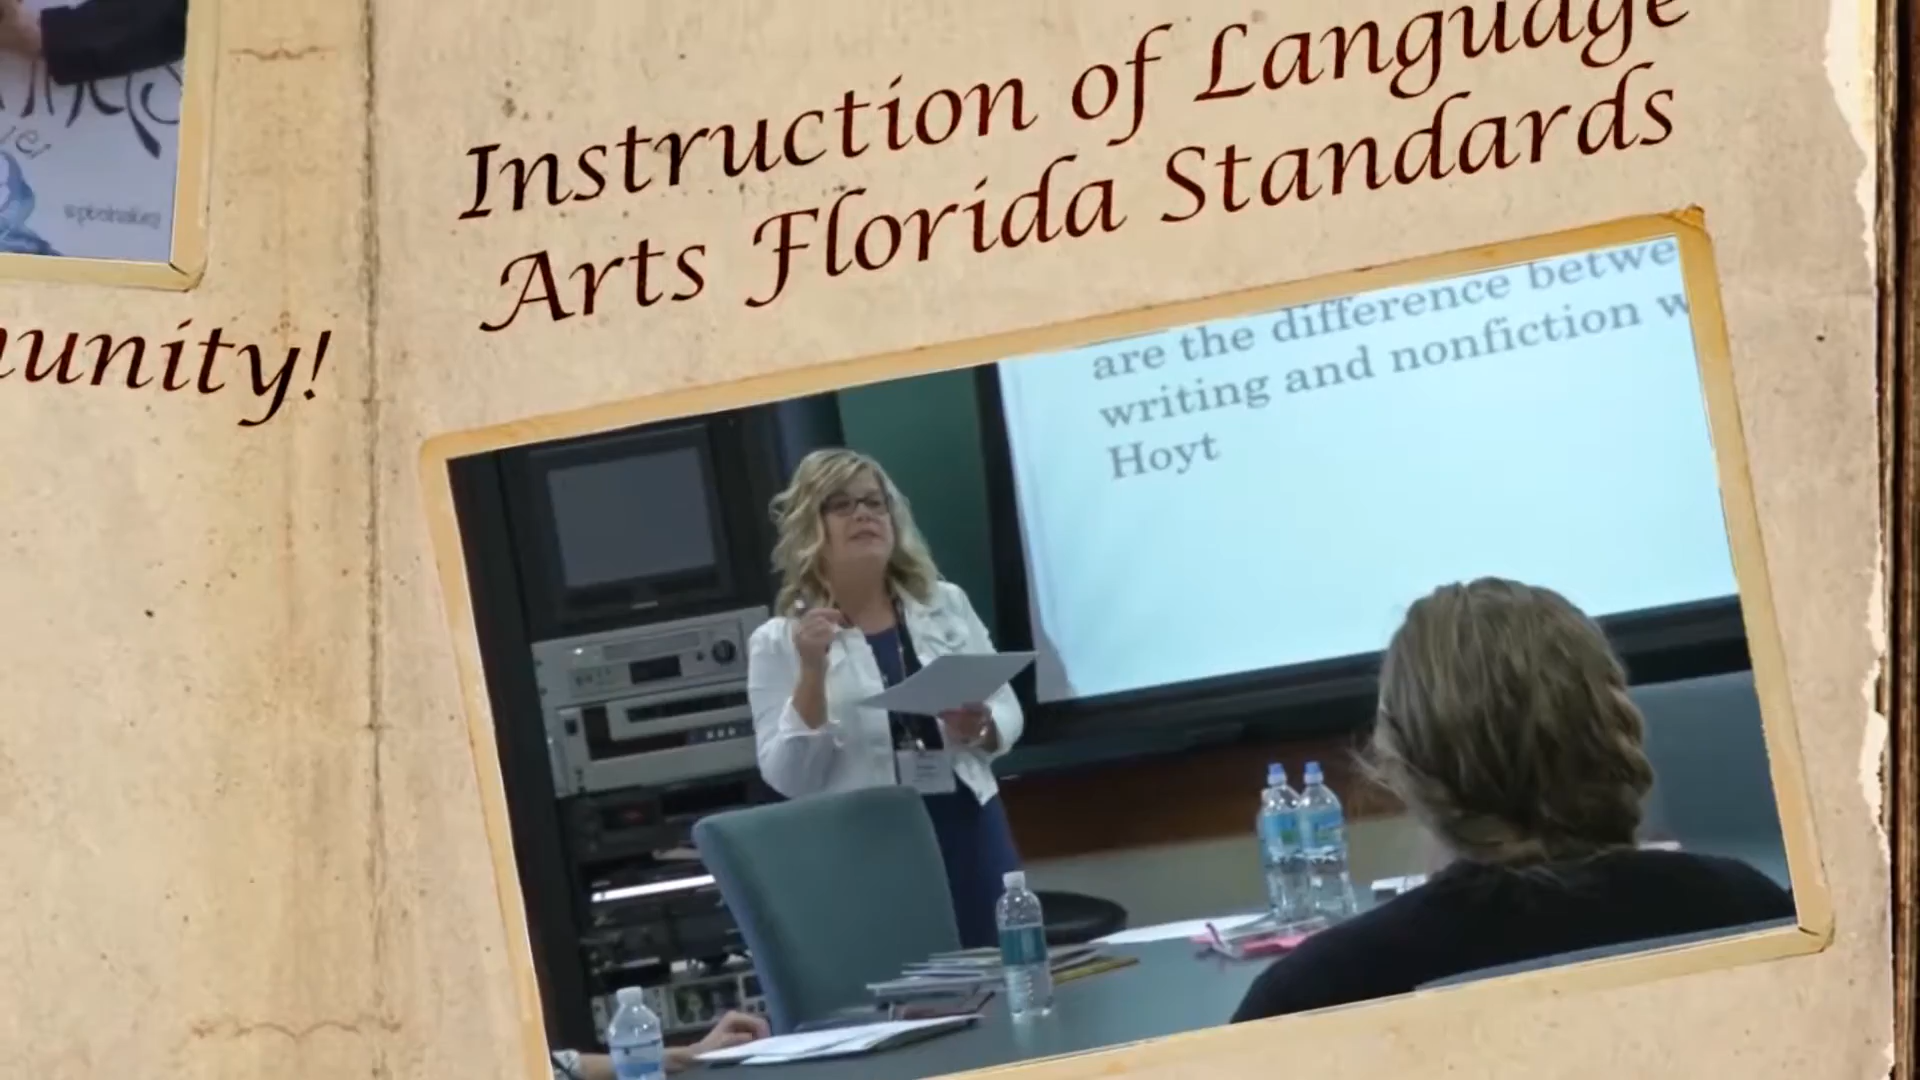 unity!
Instruction of Language
Arts Florida Standards
are the difference betwe
writing and nonfiction w
Hoyt